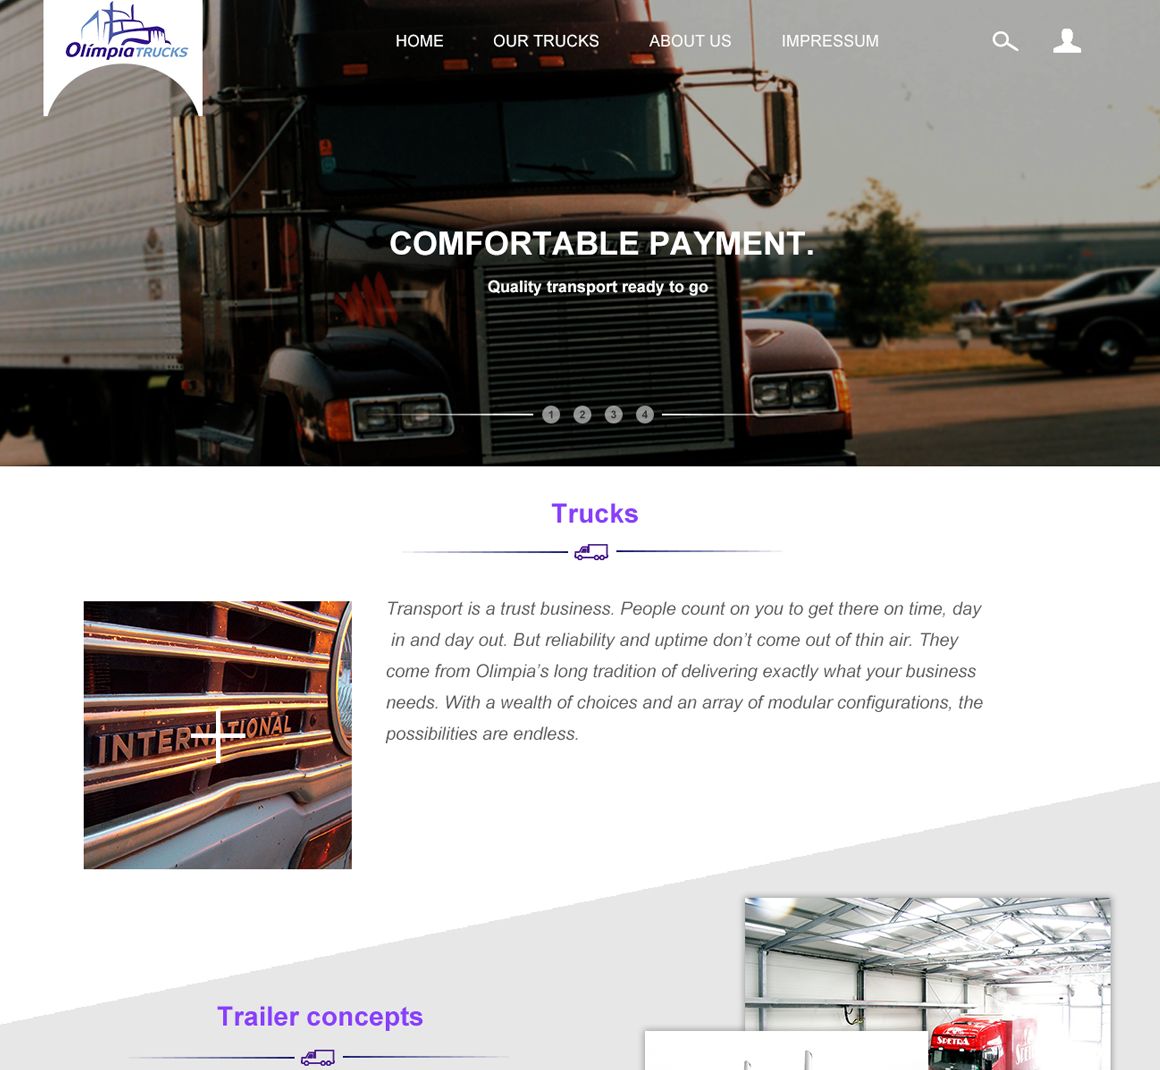 OlímpiaTRUCKS
HOME
OUR TRUCKS
ABOUT US
IMPRESSUM
COMFORTABLE PAYMENT.
Quality transport ready to go
1 2 3 4
Trucks
Transport is a trust business. People count on you to get there on time, day
in and day out. But reliability and uptime don’t come out of thin air. They
come from Olimpia’s long tradition of delivering exactly what your business
needs. With a wealth of choices and an array of modular configurations, the
possibilities are endless.
INTERNATIONAL
Trailer concepts
SPETRA